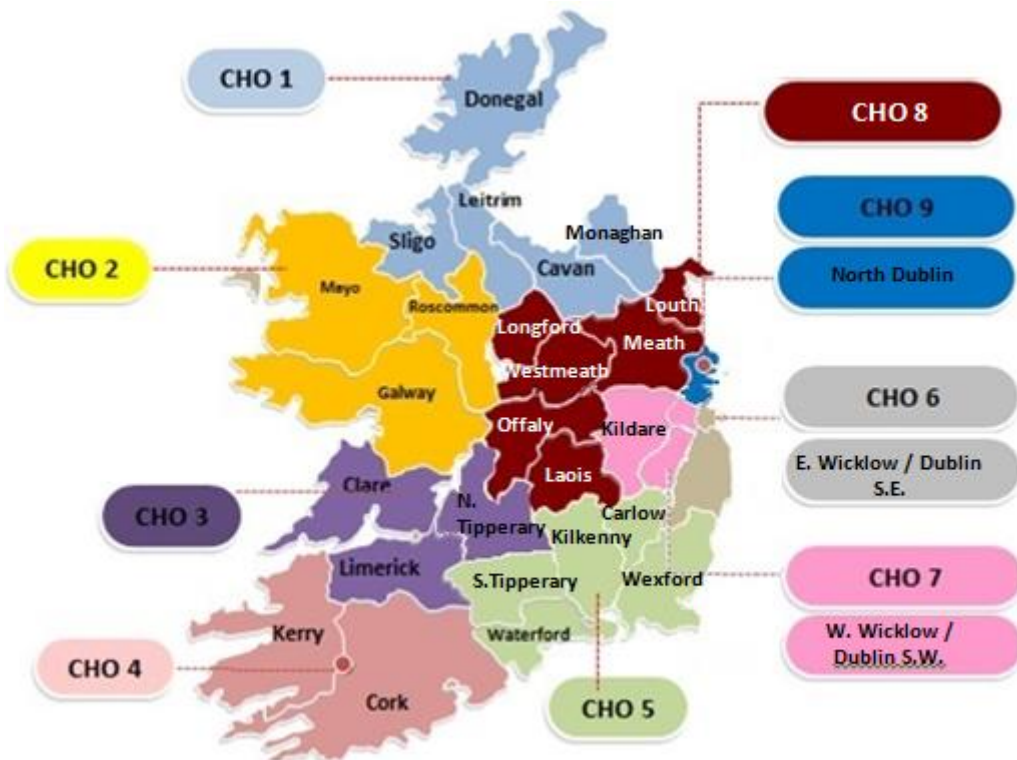 CHO 1
Donegal
CHO 8
CHO 9
North Dublin
Leitrim
Sligo
Monaghan
Cavan
CHO 2
Mayo
Roscommon
Longford
Louth
Meath
Westmeath
Galway
Offaly
Kildare
Laois
CHO 6
E. Wicklow / Dublin
S.E.
Clare
CHO 3
N.
Tipperary
Carlow
Kilkenny
Limerick
S.Tipperary
Wexford
CHO 7
W. Wicklow /
Dublin S.W.
Kerry
Waterford
CHO 4
Cork
CHO 5